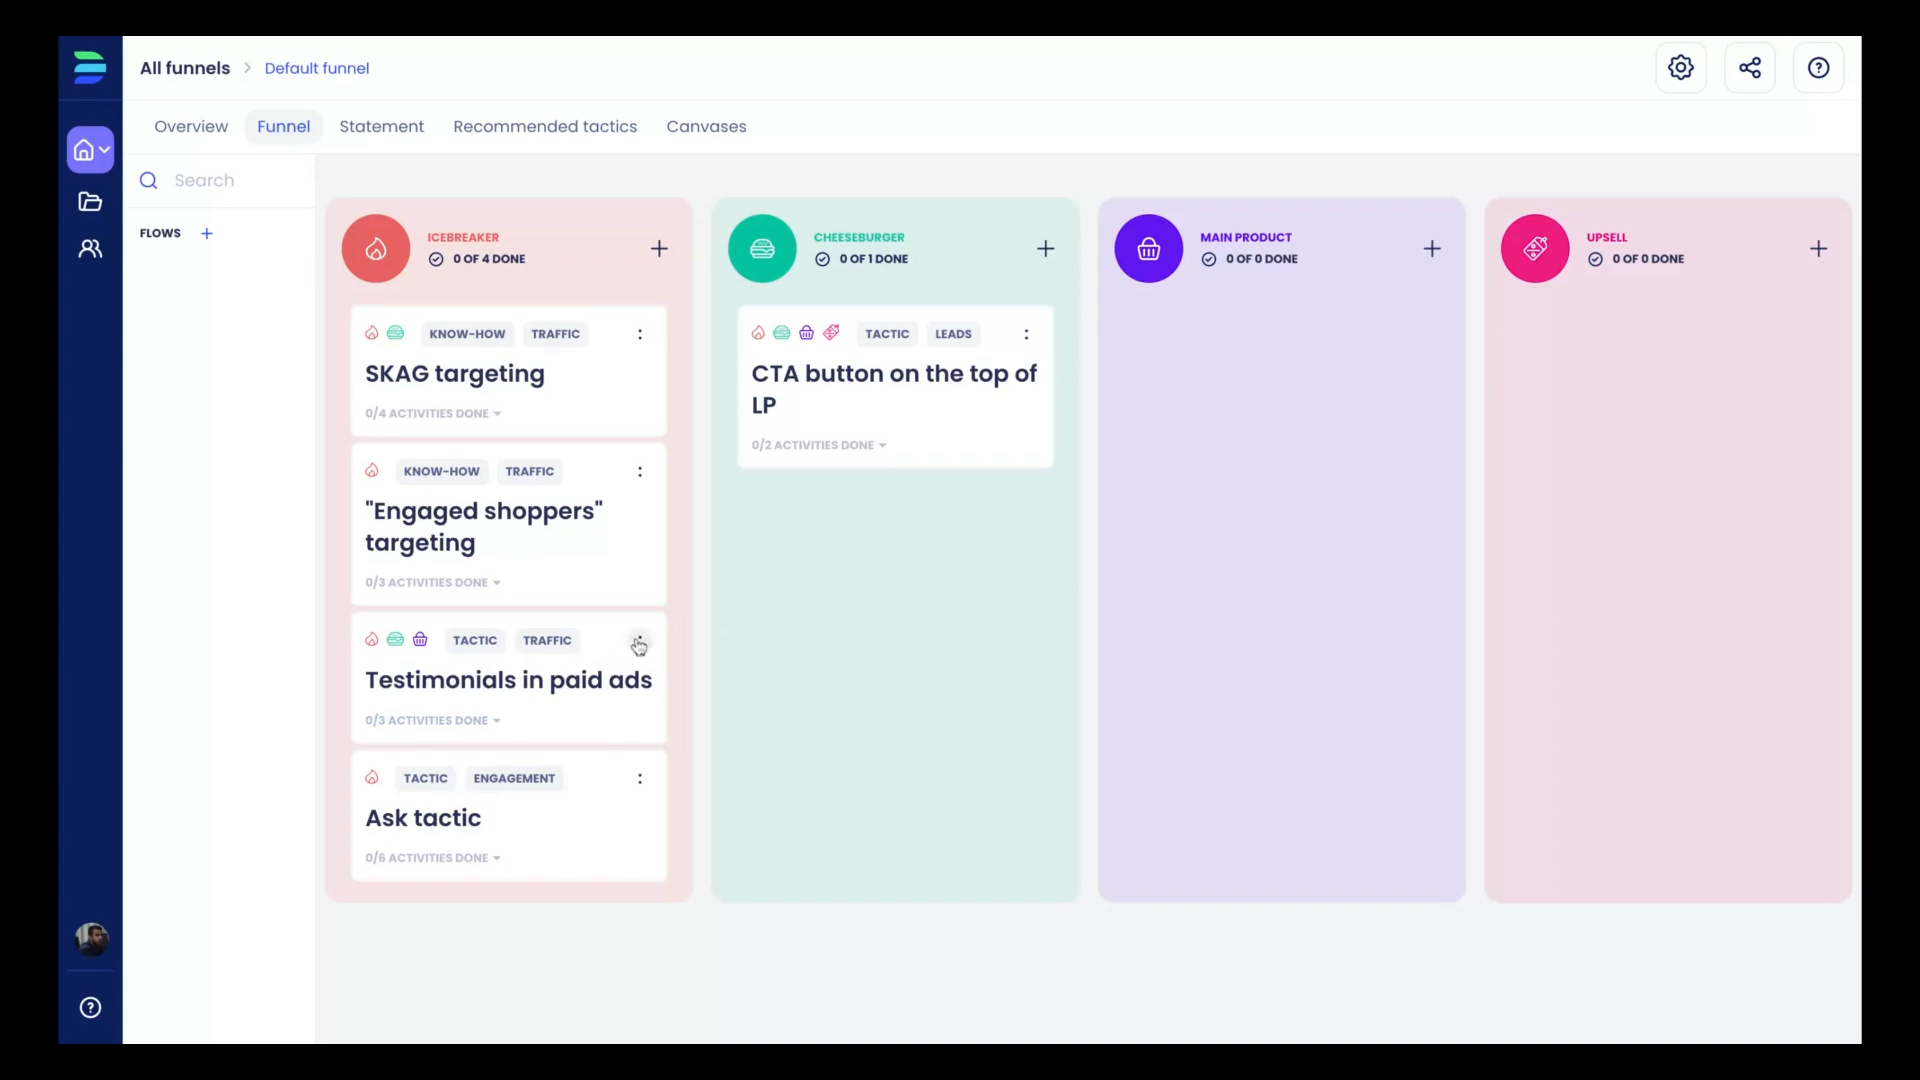 All funnels > Default funnel
Overview Funnel Statement Recommended tactics Canvases
Search
FLOWS +
ICEBREAKER
0 OF 4 DONE
KNOW-HOW TRAFFIC
SKAG targeting
0/4 ACTIVITIES DONE
KNOW-HOW TRAFFIC
"Engaged shoppers"
targeting
0/3 ACTIVITIES DONE
TACTIC TRAFFIC
Testimonials in paid ads
0/3 ACTIVITIES DONE
TACTIC ENGAGEMENT
Ask tactic
0/6 ACTIVITIES DONE
CHEESEBURGER
0 OF 1 DONE
TACTIC LEADS
CTA button on the top of
LP
0/2 ACTIVITIES DONE
MAIN PRODUCT
0 OF 0 DONE
UPSELL
0 OF 0 DONE